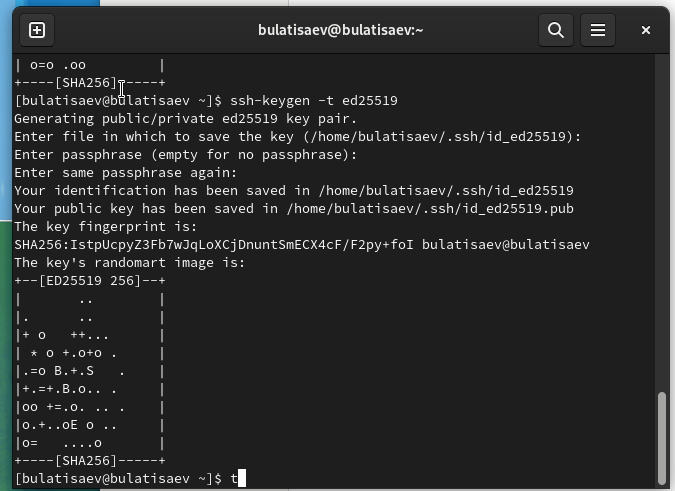 bulatisaev@bulatisaev:~
| o=o .oo         |
+----[SHA256]-----+
[bulatisaev@bulatisaev ~]$ ssh-keygen -t ed25519
Generating public/private ed25519 key pair.
Enter file in which to save the key (/home/bulatisaev/.ssh/id_ed25519):
Enter passphrase (empty for no passphrase):
Enter same passphrase again:
Your identification has been saved in /home/bulatisaev/.ssh/id_ed25519
Your public key has been saved in /home/bulatisaev/.ssh/id_ed25519.pub
The key fingerprint is:
SHA256:IstpUcpyZ3Fb7wJqLoXCjDnuntSmECX4cF/F2py+foI bulatisaev@bulatisaev
The key's randomart image is:
+--[ED25519 256]--+
|       ..        |
|.      ..        |
|+ o   ++...      |
| * o +.o+o .     |
|.=o B.+.S   .    |
|+.=+.B.o.. .     |
|oo +=.o. .. .    |
|o.+..oE o ..     |
|o=   ....o       |
+----[SHA256]-----+
[bulatisaev@bulatisaev ~]$ t